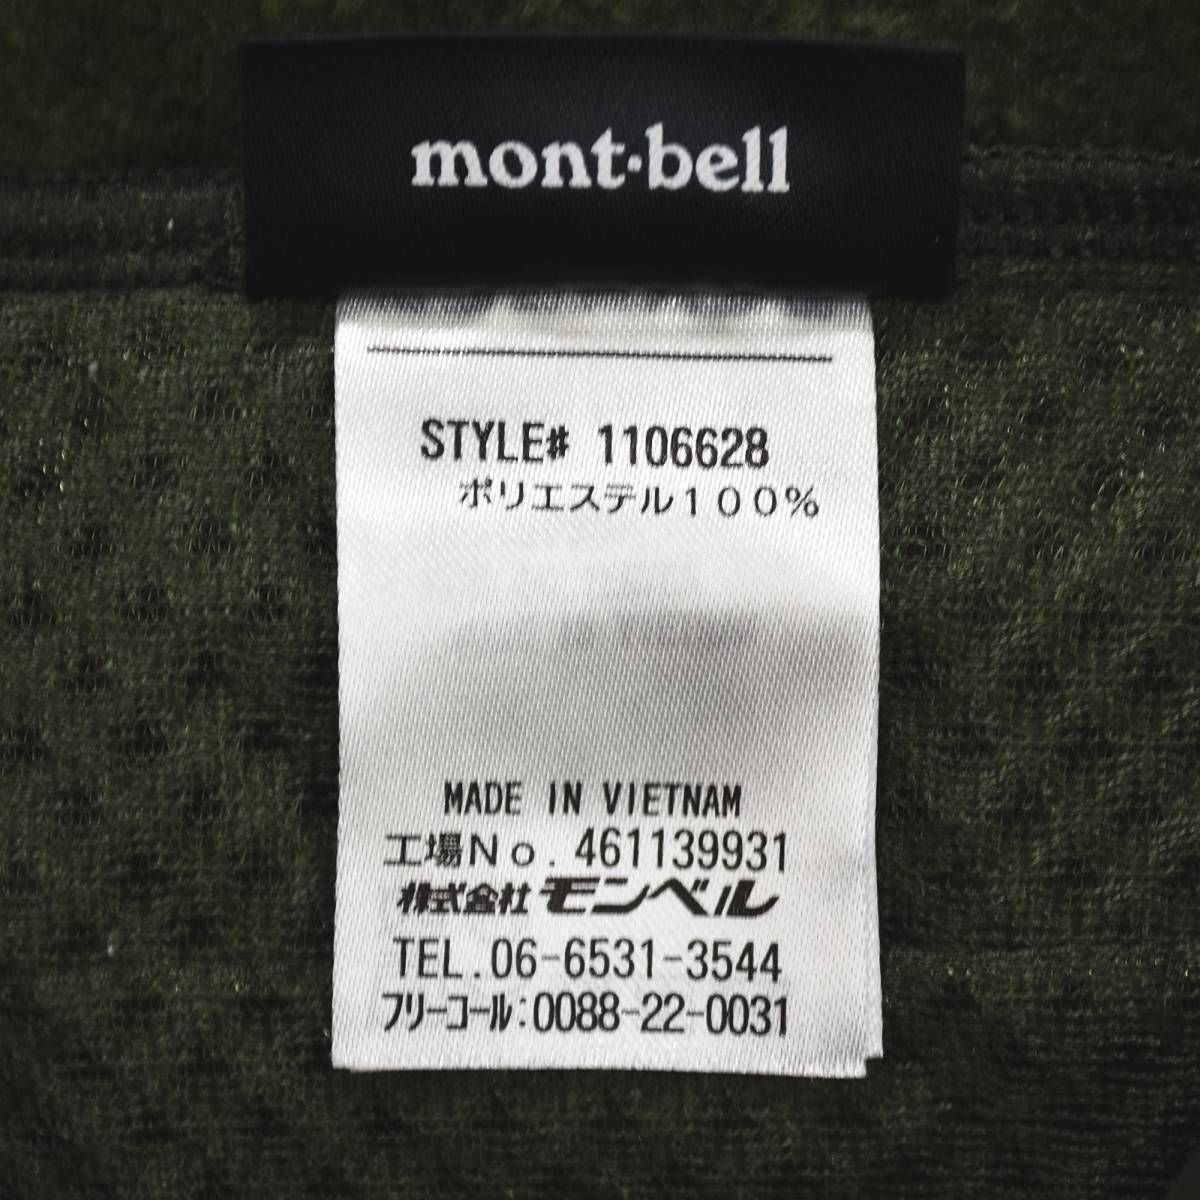 mont·bell
STYLE# 1106628
ポリエステル１００％
MADE IN VIETNAM
工場Ｎｏ. 461139931
株式会社モンベル
TEL.06-6531-3544
フリーコール:0088-22-0031